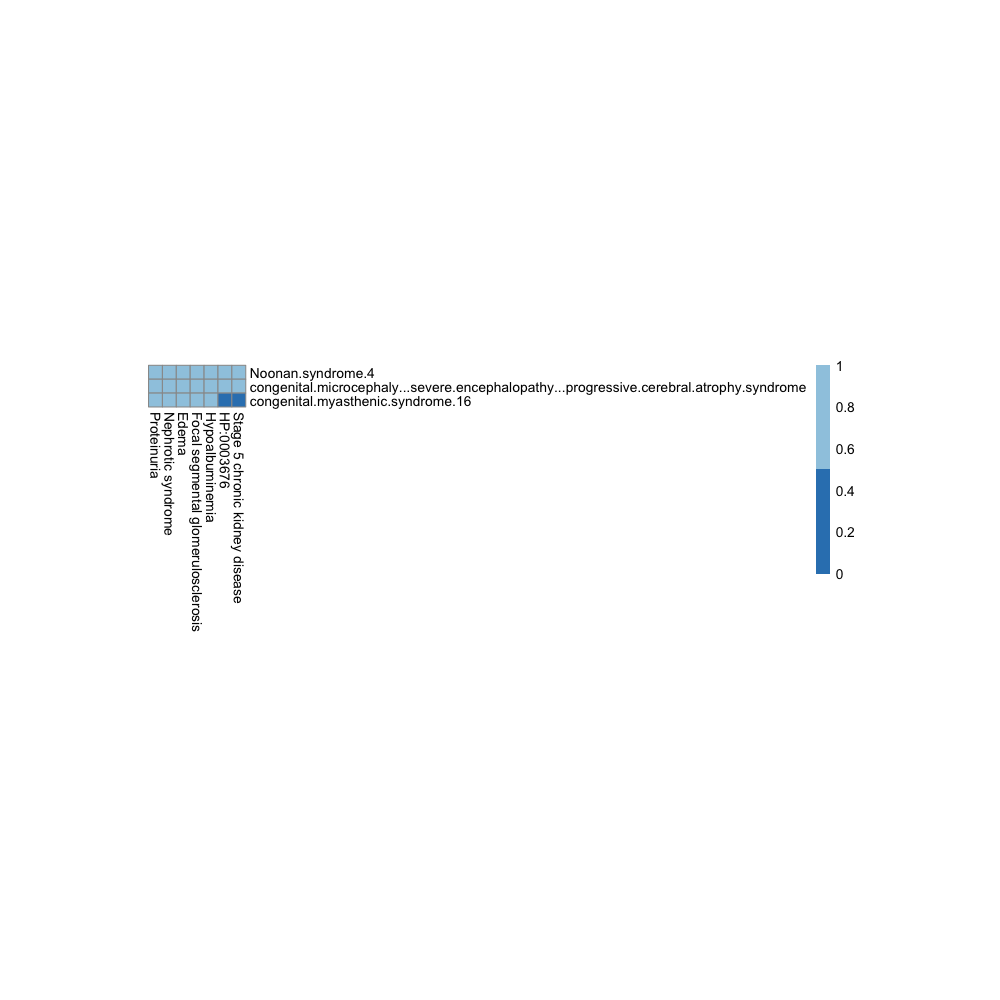 Noonan.syndrome.4
congenital.microcephaly...severe.encephalopathy...progressive.cerebral.atrophy.syndrome
congenital.myasthenic.syndrome.16
Proteinuria
Nephrotic syndrome
Edema
Focal segmental glomerulosclerosis
Hypoalbuminemia
HP:0003676
Stage 5 chronic kidney disease
1
0.8
0.6
0.4
0.2
0